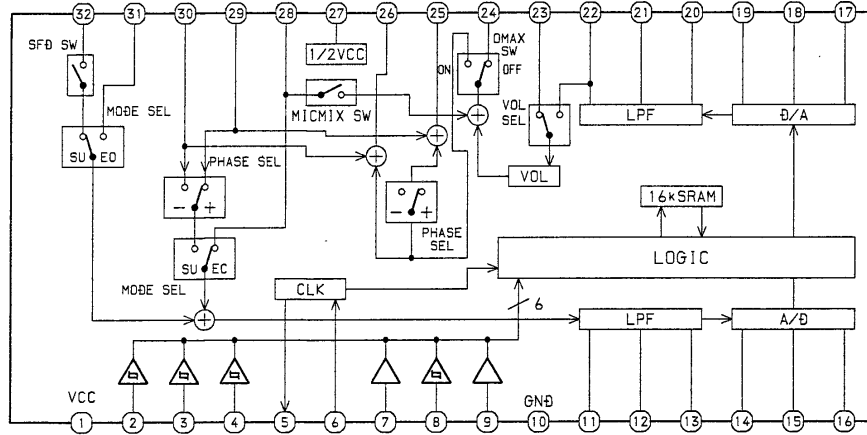 32 31 30 29 28 27 26 25 24 23 22 21 20 19 18 17
SFD SW
1/2VCC
DMAX
SW
ON
OFF
MODE SEL
MICMIX SW
VOL
SEL
LPF
D/A
SU EO
PHASE SEL
VOL
- +
- +
16kSRAM
PHASE
SEL
SU EC
LOGIC
MODE SEL
CLK
6
LPF
A/D
VCC
GND
1 2 3 4 5 6 7 8 9 10 11 12 13 14 15 16